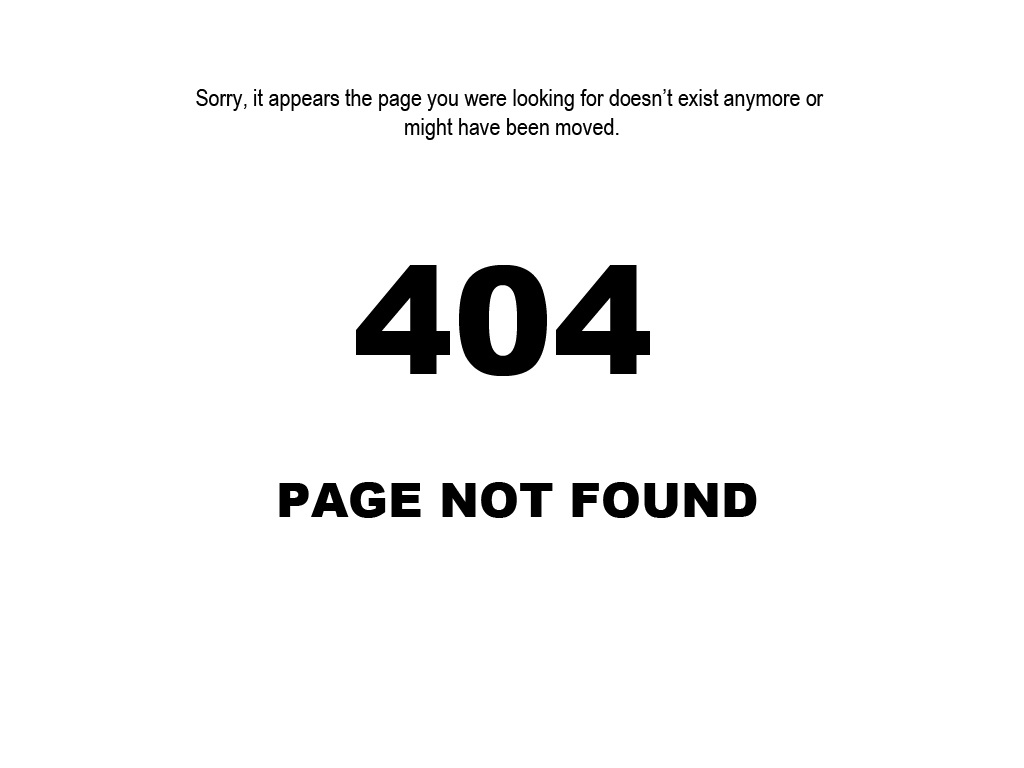 Sorry, it appears the page you were looking for doesn’t exist anymore or
might have been moved.
404
PAGE NOT FOUND